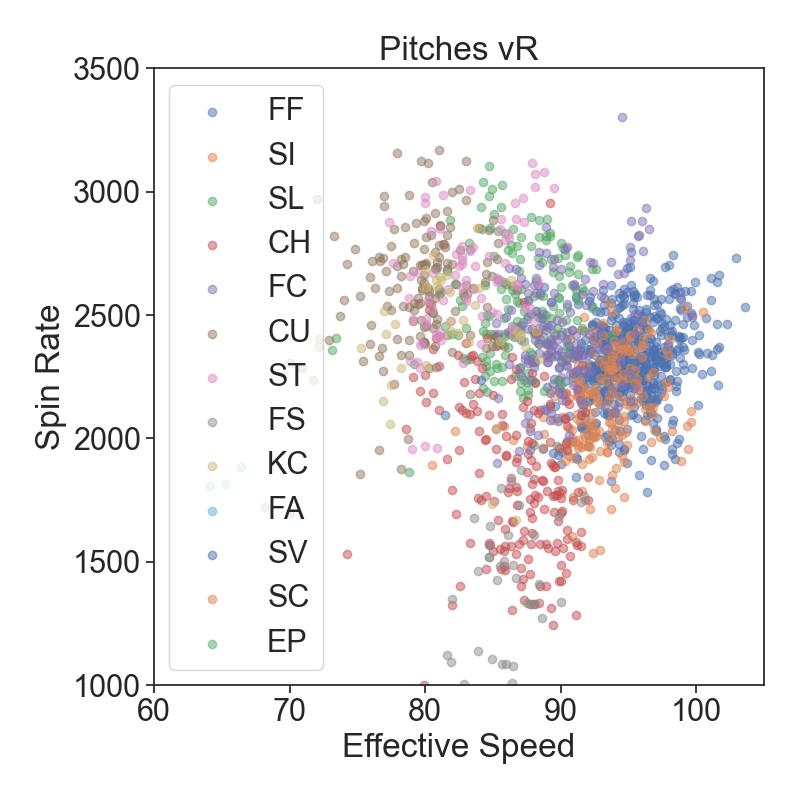 Pitches vR
3500
3000
2500
2000
1500
1000
Spin Rate
FF
SI
SL
CH
FC
CU
ST
FS
KC
FA
SV
SC
EP
60 70 80 90 100
Effective Speed